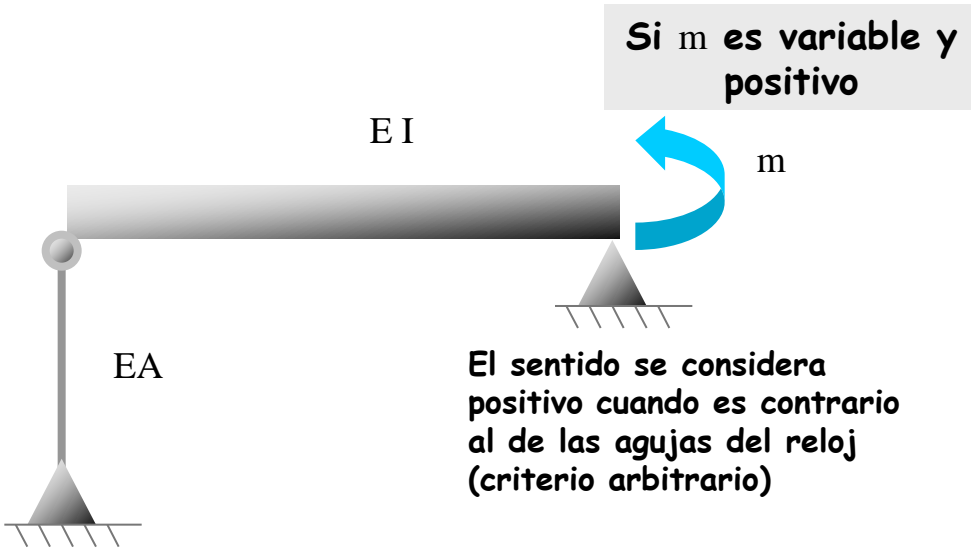 Si m es variable y
positivo
E I
m
EA
El sentido se considera
positivo cuando es contrario
al de las agujas del reloj
(criterio arbitrario)